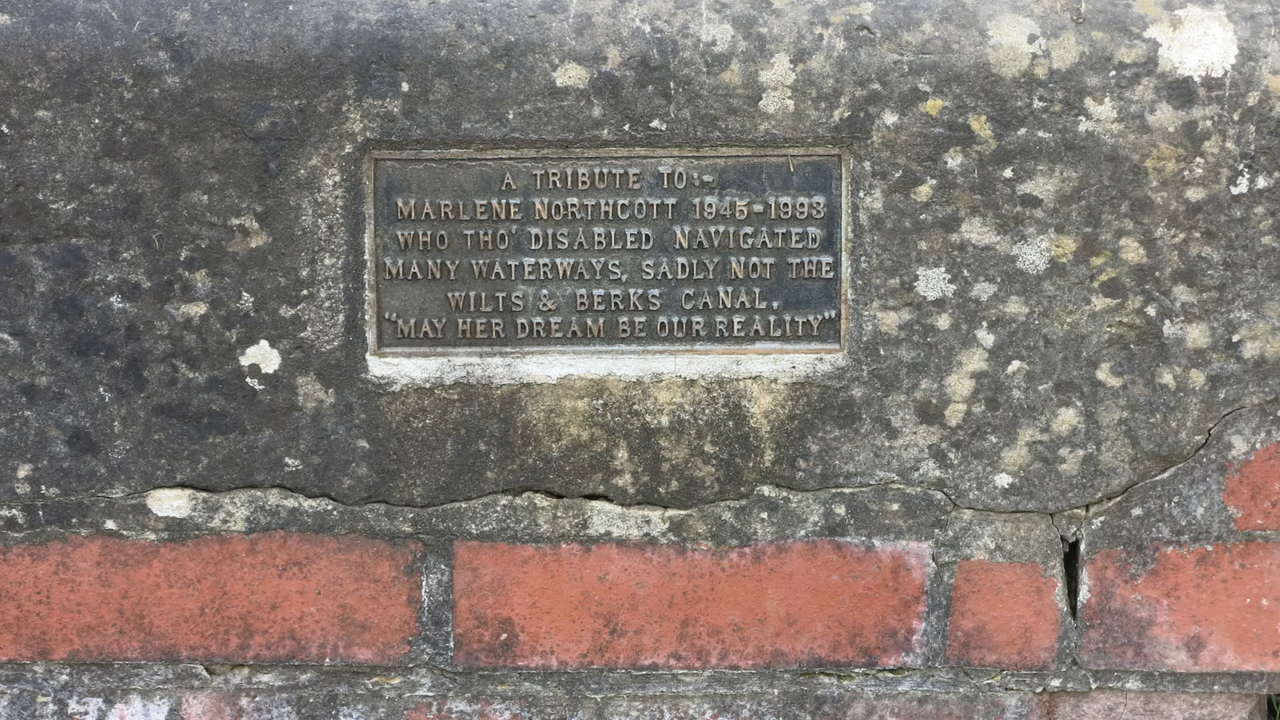 A TRIBUTE TO:-
MARLENE NORTHCOTT 1945-1993
WHO THO' DISABLED NAVIGATED
MANY WATERWAYS, SADLY NOT THE
WILTS & BERKS CANAL.
"MAY HER DREAM BE OUR REALITY"